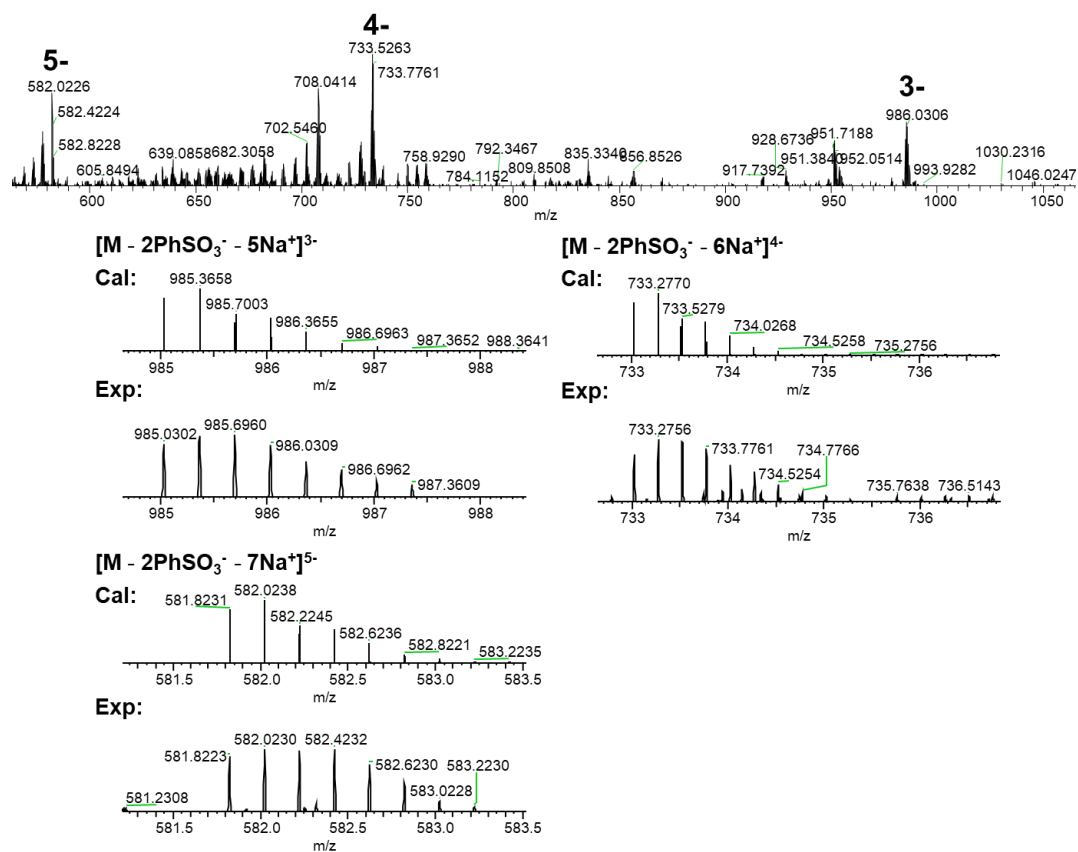 5-
4-
3-
582.0226
582.4224
582.8228
605.8494
639.0858
682.3058
702.5460
708.0414
733.5263
733.7761
758.9290
784.1152
792.3467
809.8508
835.3340
856.8526
917.7392
928.6736
951.3840
951.7188
952.0514
986.0306
993.9282
1030.2316
1046.0247
600 650 700 750 800 850 900 950 1000 1050
m/z
[M - 2PhSO₃⁻ - 5Na⁺]³⁻
Cal:
985.3658
985.7003
986.3655
986.6963
987.3652
988.3641
985 986 987 988
m/z
Exp:
985.0302
985.6960
986.0309
986.6962
987.3609
985 986 987 988
m/z
[M - 2PhSO₃⁻ - 6Na⁺]⁴⁻
Cal:
733.2770
733.5279
734.0268
734.5258
735.2756
733 734 735 736
m/z
Exp:
733.2756
733.7761
734.5254
734.7766
735.7638
736.5143
733 734 735 736
m/z
[M - 2PhSO₃⁻ - 7Na⁺]⁵⁻
Cal:
581.8231
582.0238
582.2245
582.6236
582.8221
583.2235
581.5 582.0 582.5 583.0 583.5
m/z
Exp:
581.2308
581.8223
582.0230
582.4232
582.6230
583.0228
583.2230
581.5 582.0 582.5 583.0 583.5
m/z